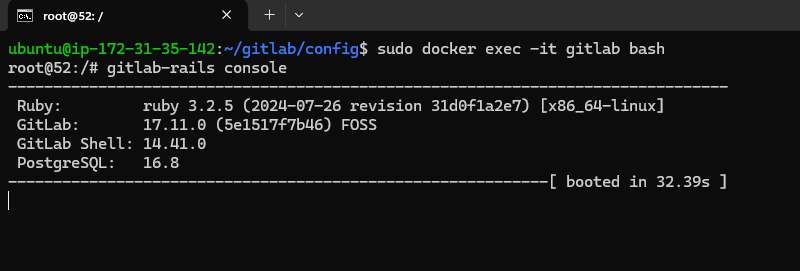 root@52: /
ubuntu@ip-172-31-35-142:~/gitlab/config$ sudo docker exec -it gitlab bash
root@52:/# gitlab-rails console
--------------------------------------------------------------------------------
Ruby: ruby 3.2.5 (2024-07-26 revision 31d0f1a2e7) [x86_64-linux]
GitLab: 17.11.0 (5e1517f7b46) FOSS
GitLab Shell: 14.41.0
PostgreSQL: 16.8
------------------------------------------------------------[ booted in 32.39s ]